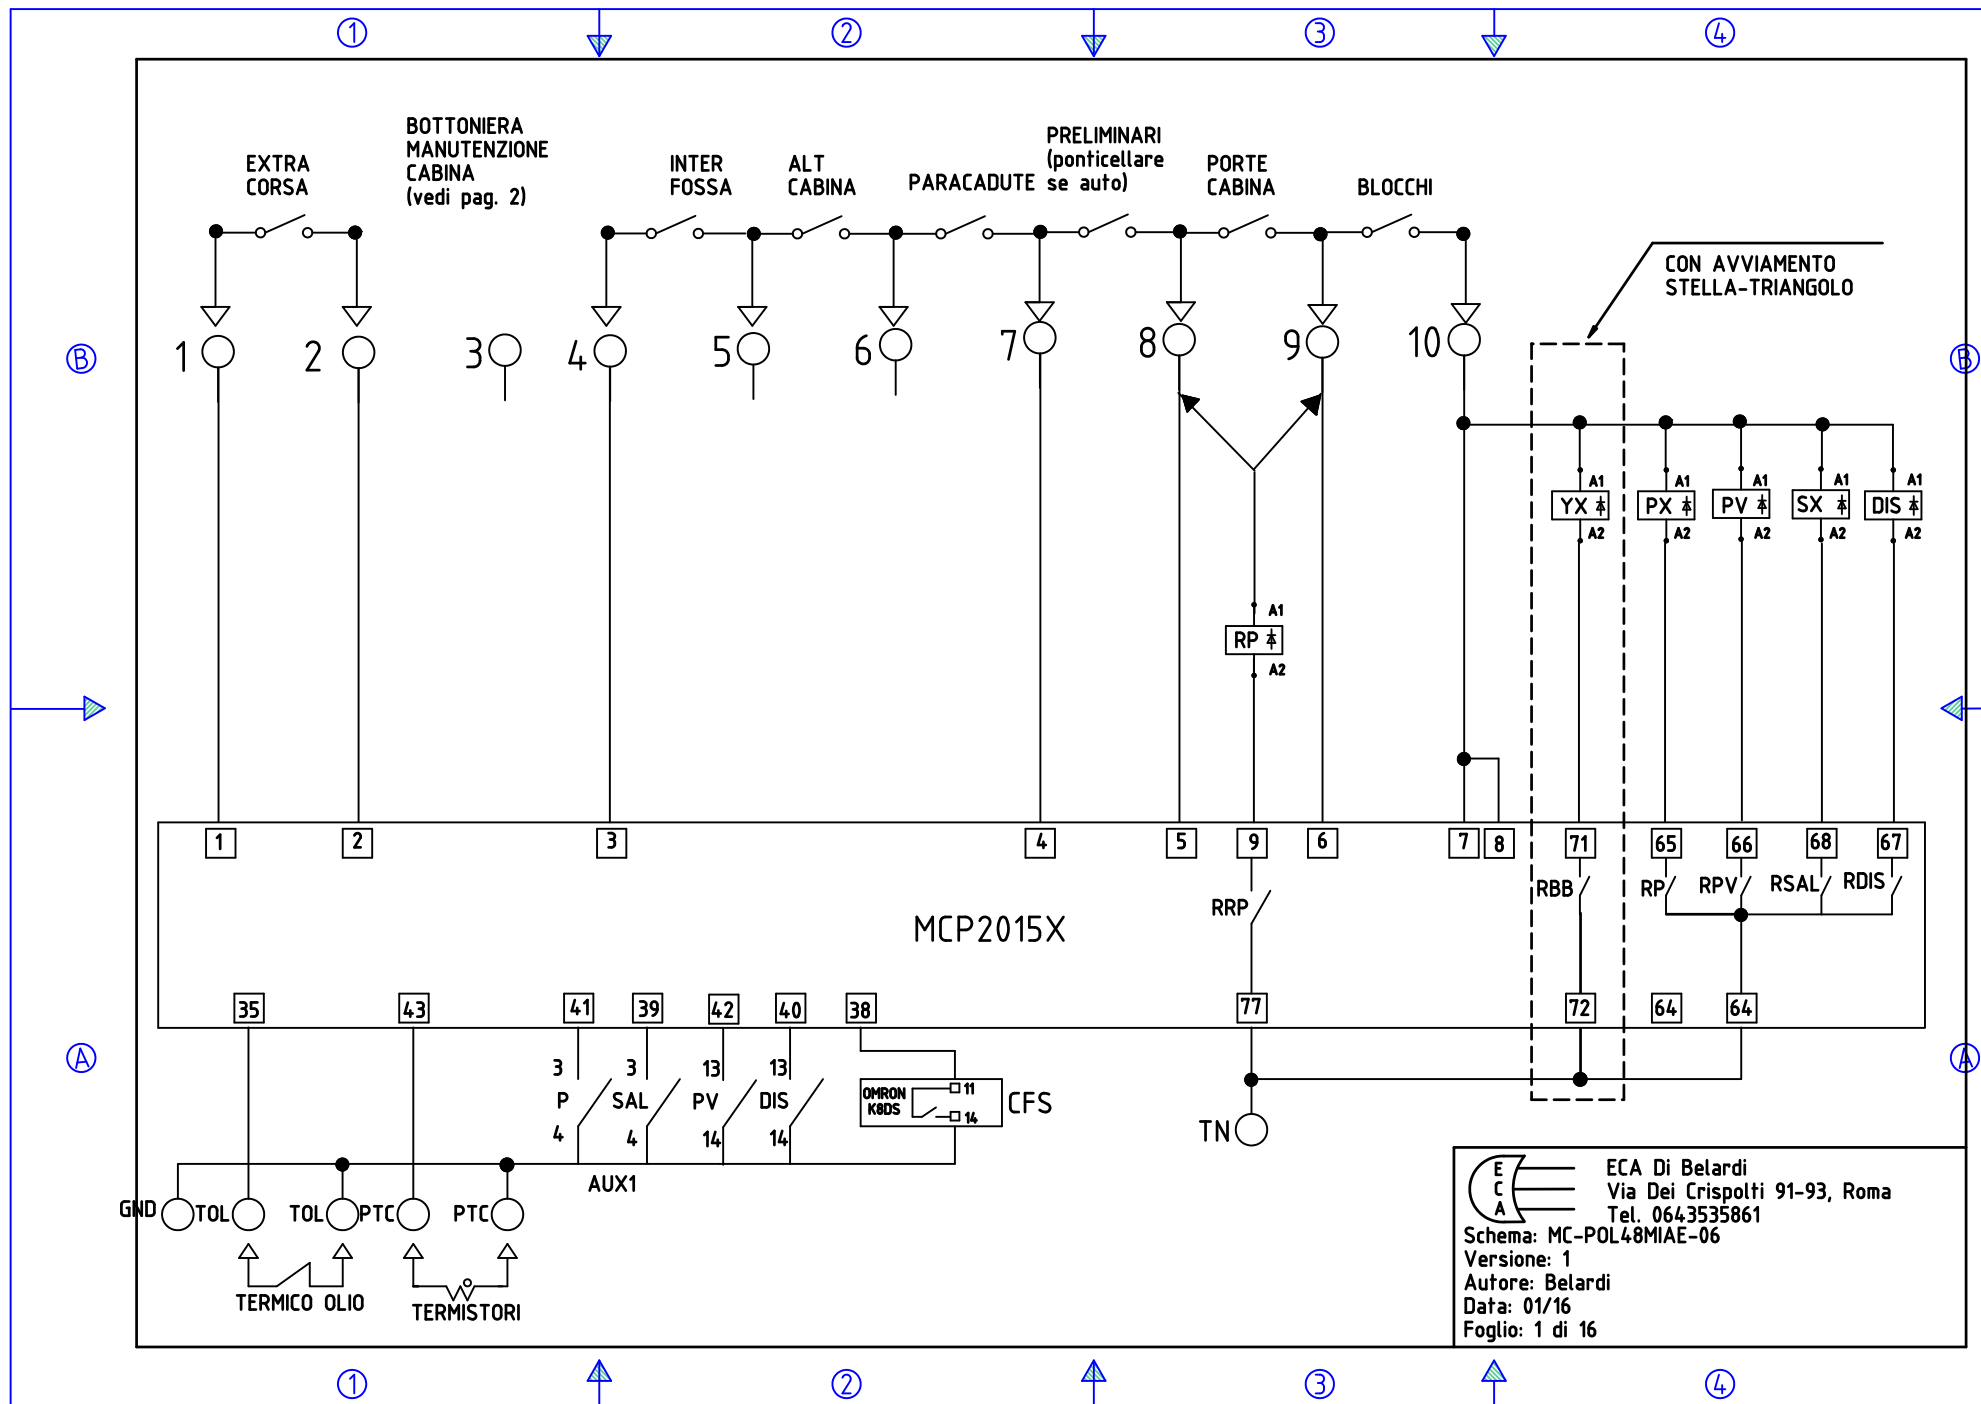 1 2 3 4
EXTRA
CORSA
BOTTONIERA
MANUTENZIONE
CABINA
(vedi pag. 2)
INTER
FOSSA
ALT
CABINA
PARACADUTE
PRELIMINARI
(ponticellare
se auto)
PORTE
CABINA
BLOCCHI
CON AVVIAMENTO
STELLA-TRIANGOLO
B 1 2 3 4 5 6 7 8 9 10 B
A1 A1 A1 A1 A1
YX PX PV SX DIS
A2 A2 A2 A2 A2
A1
RP
A2
1 2 3 4 5 9 6 7 8 71 65 66 68 67
RRP RBB RP RPV RSAL RDIS
MCP2015X
35 43 41 39 42 40 38 77 72 64 64
A A
3 3 13 13
P SAL PV DIS
4 4 14 14
OMRON
K8DS
11
14
CFS
TN
AUX1
GND TOL TOL PTC PTC
TERMICO OLIO
TERMISTORI
E
C
A
ECA Di Belardi
Via Dei Crispolti 91-93, Roma
Tel. 0643535861
Schema: MC-POL48MIAE-06
Versione: 1
Autore: Belardi
Data: 01/16
Foglio: 1 di 16
1 2 3 4